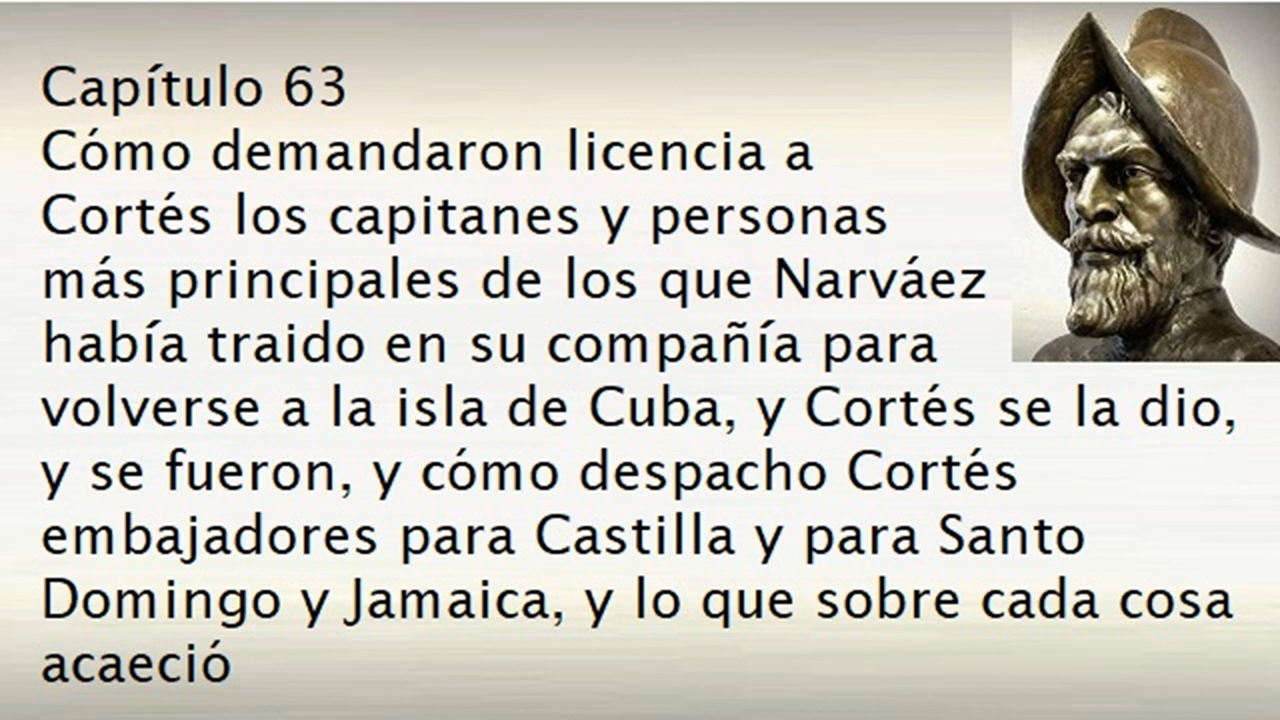 Capítulo 63
Cómo demandaron licencia a
Cortés los capitanes y personas
más principales de los que Narváez
había traido en su compañía para
volverse a la isla de Cuba, y Cortés se la dio,
y se fueron, y cómo despacho Cortés
embajadores para Castilla y para Santo
Domingo y Jamaica, y lo que sobre cada cosa
acaeció